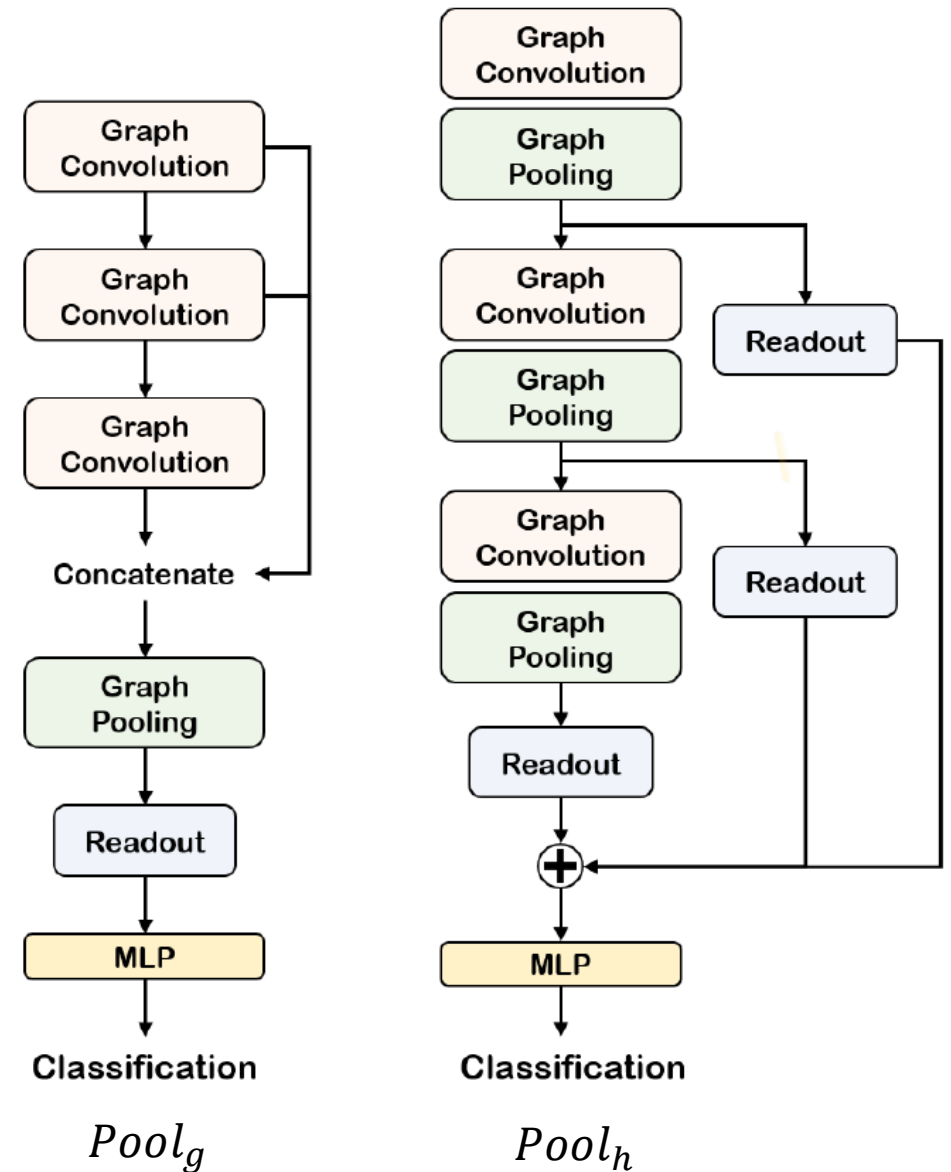 Graph
Convolution
Graph
Convolution
Graph
Convolution
Concatenate
Graph
Pooling
Readout
MLP
Classification
Pool_g
Graph
Convolution
Graph
Pooling
Graph
Convolution
Readout
Graph
Pooling
Graph
Convolution
Readout
Graph
Pooling
Readout
+
MLP
Classification
Pool_h